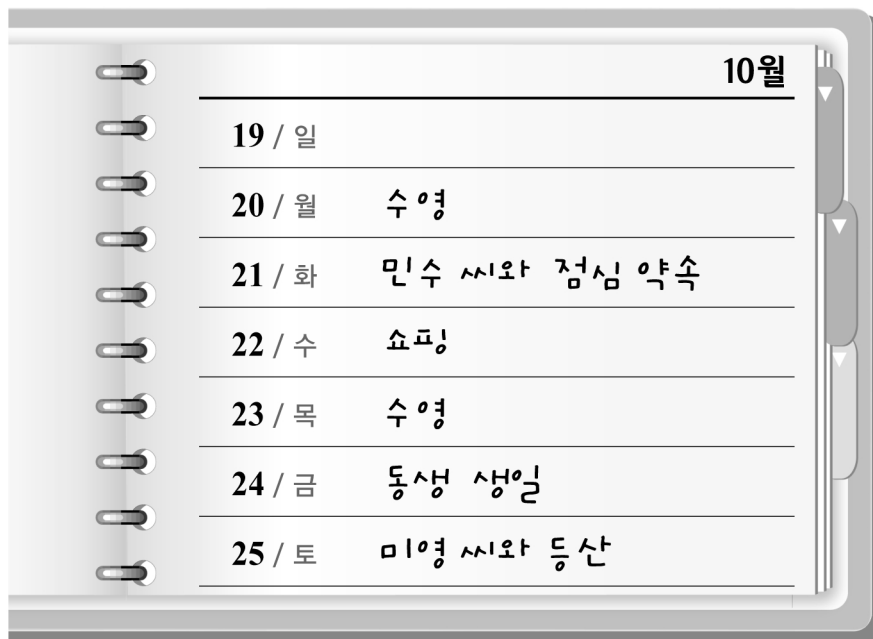 10월
19 / 일
20 / 월 수영
21 / 화 민수 씨와 점심 약속
22 / 수 쇼핑
23 / 목 수영
24 / 금 동생 생일
25 / 토 미영 씨와 등산